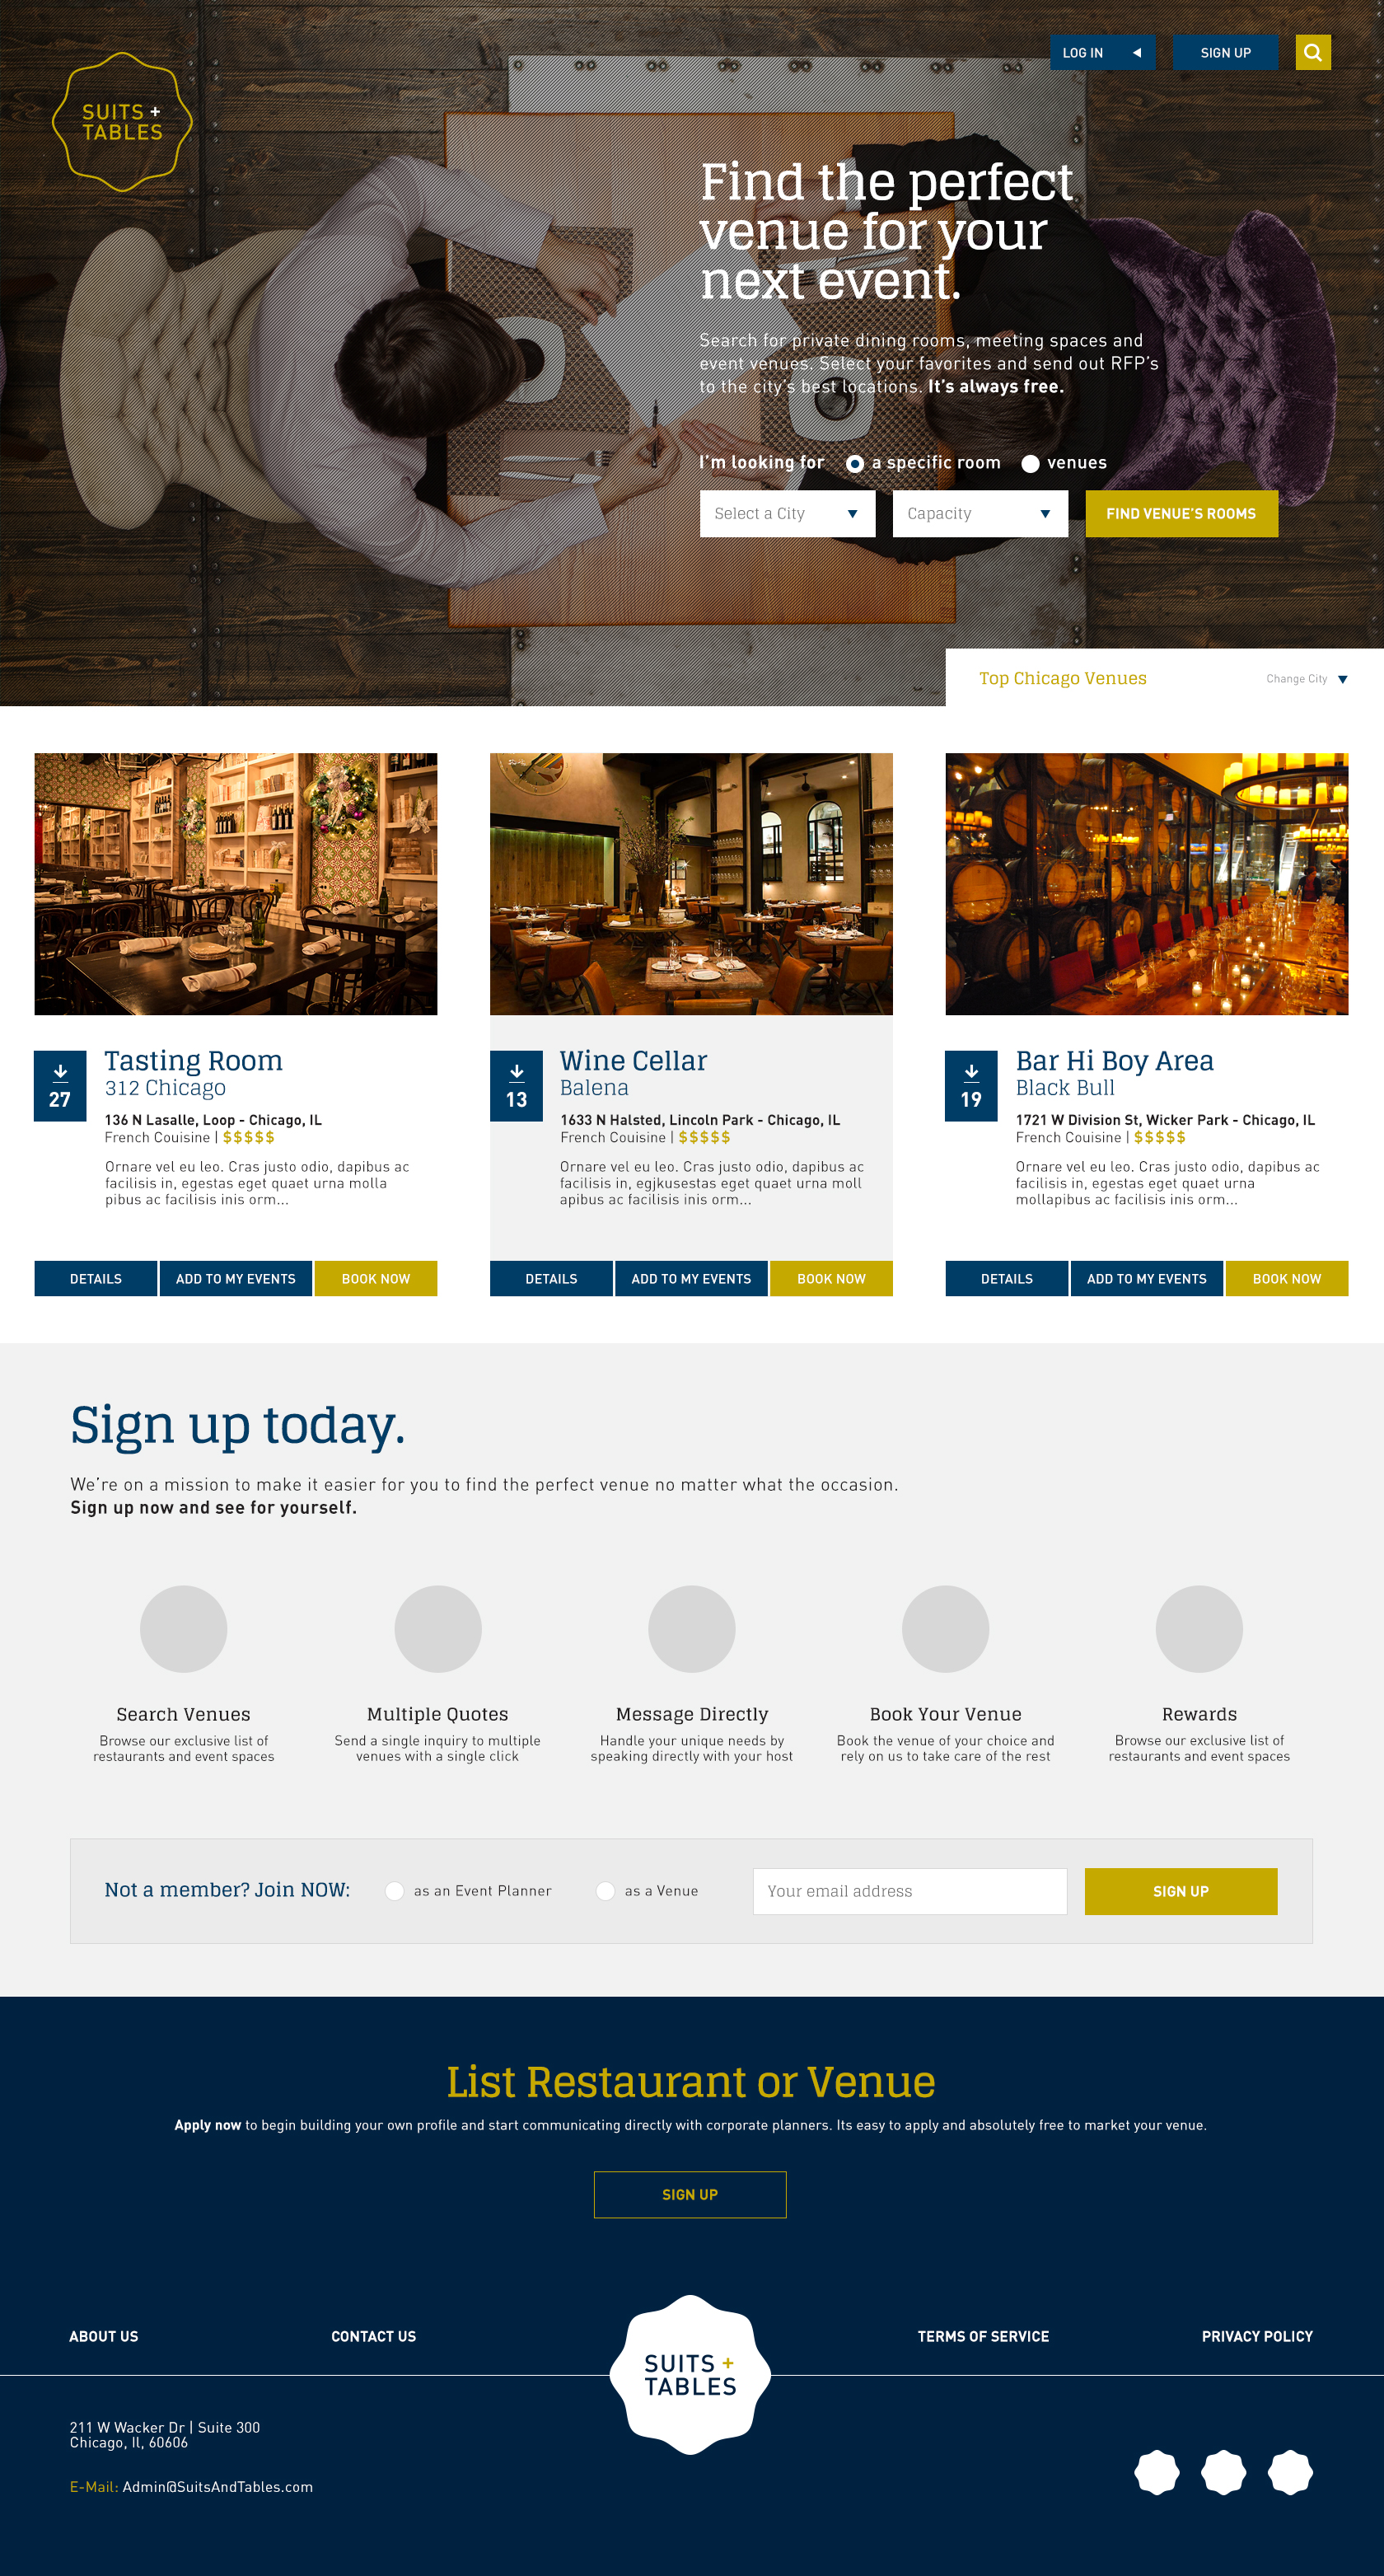 LOG IN
SIGN UP
SUITS +
TABLES
Find the perfect
venue for your
next event.
Search for private dining rooms, meeting spaces and
event venues. Select your favorites and send out RFP's
to the city's best locations. It's always free.
I'm looking for a specific room venues
Select a City
Capacity
FIND VENUE'S ROOMS
Top Chicago Venues
Change City
27
Tasting Room
312 Chicago
136 N Lasalle, Loop - Chicago, IL
French Couisine | $$$$$
Ornare vel eu leo. Cras justo odio, dapibus ac
facilisis in, egestas eget quaet urna molla
pibus ac facilisis inis orm...
DETAILS
ADD TO MY EVENTS
BOOK NOW
13
Wine Cellar
Balena
1633 N Halsted, Lincoln Park - Chicago, IL
French Couisine | $$$$$
Ornare vel eu leo. Cras justo odio, dapibus ac
facilisis in, egjkusestas eget quaet urna moll
apibus ac facilisis inis orm...
DETAILS
ADD TO MY EVENTS
BOOK NOW
19
Bar Hi Boy Area
Black Bull
1721 W Division St, Wicker Park - Chicago, IL
French Couisine | $$$$$
Ornare vel eu leo. Cras justo odio, dapibus ac
facilisis in, egestas eget quaet urna
mollapibus ac facilisis inis orm...
DETAILS
ADD TO MY EVENTS
BOOK NOW
Sign up today.
We're on a mission to make it easier for you to find the perfect venue no matter what the occasion.
Sign up now and see for yourself.
Search Venues
Browse our exclusive list of
restaurants and event spaces
Multiple Quotes
Send a single inquiry to multiple
venues with a single click
Message Directly
Handle your unique needs by
speaking directly with your host
Book Your Venue
Book the venue of your choice and
rely on us to take care of the rest
Rewards
Browse our exclusive list of
restaurants and event spaces
Not a member? Join NOW:
as an Event Planner
as a Venue
Your email address
SIGN UP
List Restaurant or Venue
Apply now to begin building your own profile and start communicating directly with corporate planners. Its easy to apply and absolutely free to market your venue.
SIGN UP
ABOUT US
CONTACT US
SUITS +
TABLES
TERMS OF SERVICE
PRIVACY POLICY
211 W Wacker Dr | Suite 300
Chicago, Il, 60606
E-Mail: Admin@SuitsAndTables.com